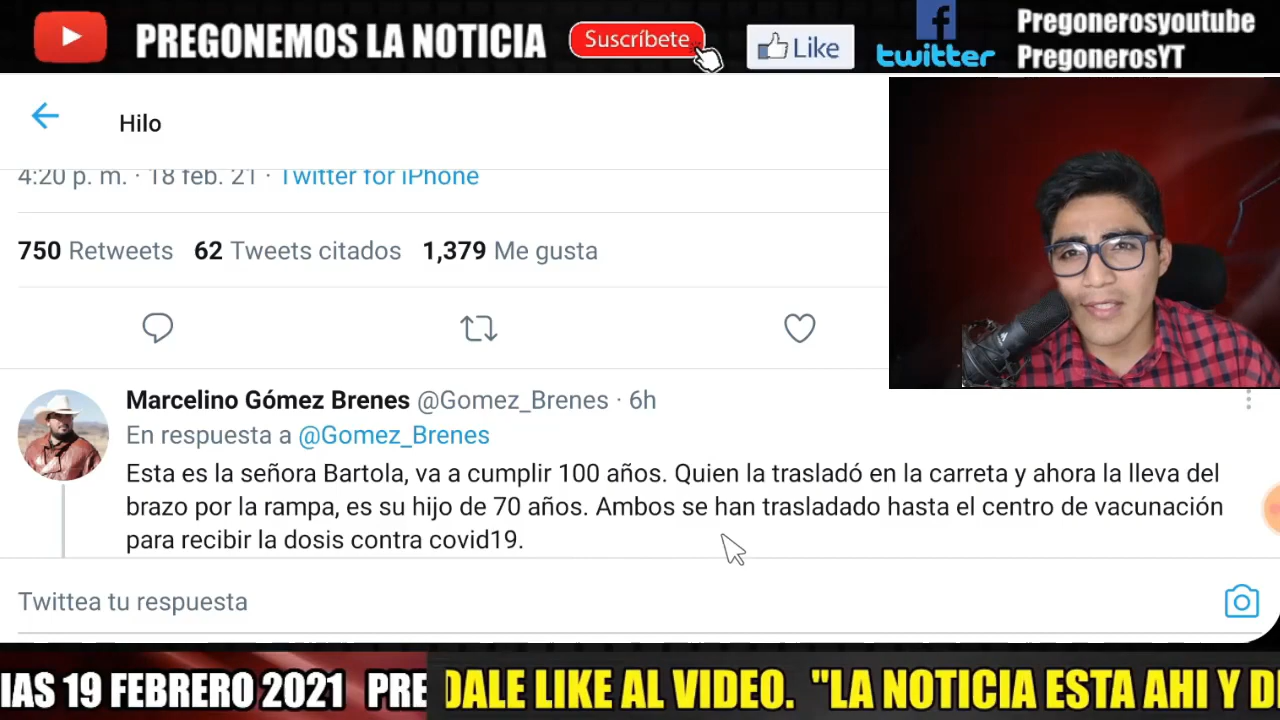 PREGONEMOS LA NOTICIA
Suscríbete
Like
twitter
Pregonerosyoutube
PregonerosYT
Hilo
4:20 p. m. · 18 feb. 21 · Twitter for iPhone
750 Retweets 62 Tweets citados 1,379 Me gusta
Marcelino Gómez Brenes @Gomez_Brenes · 6h
En respuesta a @Gomez_Brenes
Esta es la señora Bartola, va a cumplir 100 años. Quien la trasladó en la carreta y ahora la lleva del
brazo por la rampa, es su hijo de 70 años. Ambos se han trasladado hasta el centro de vacunación
para recibir la dosis contra covid19.
Twittea tu respuesta
IAS 19 FEBRERO 2021 PRE DALE LIKE AL VIDEO. "LA NOTICIA ESTA AHI Y D